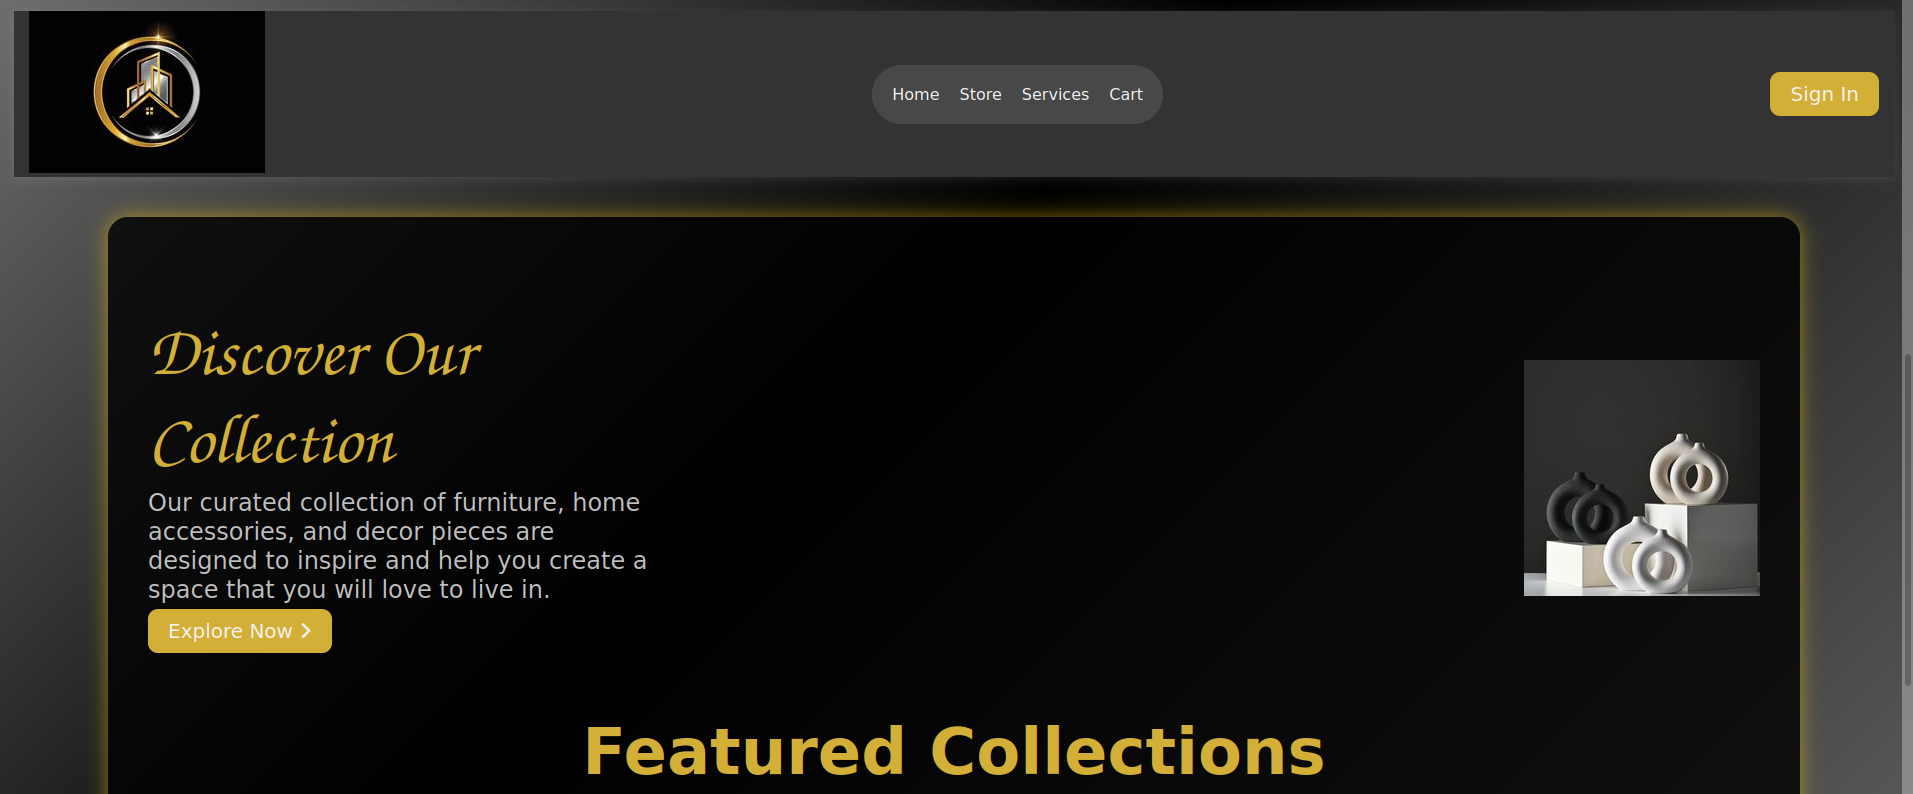 Home Store Services Cart
Sign In
Discover Our
Collection
Our curated collection of furniture, home
accessories, and decor pieces are
designed to inspire and help you create a
space that you will love to live in.
Explore Now
Featured Collections